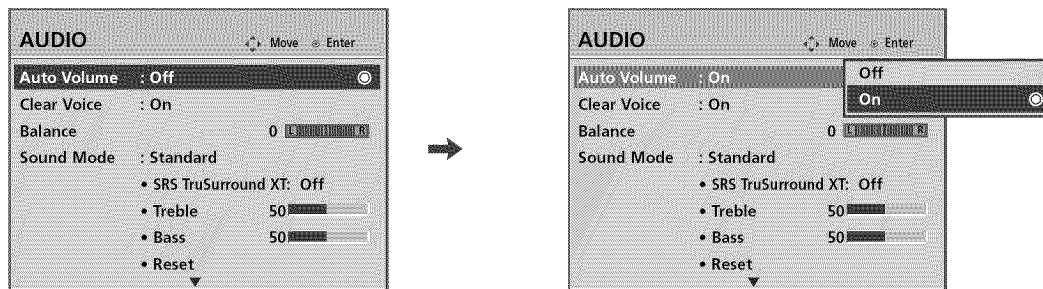 AUDIO
Move Enter
Auto Volume : Off
Clear Voice : On
Balance 0 L R
Sound Mode : Standard
• SRS TruSurround XT: Off
• Treble 50
• Bass 50
• Reset
AUDIO
Move Enter
Auto Volume : On
Off
On
Clear Voice : On
Balance 0 L R
Sound Mode : Standard
• SRS TruSurround XT: Off
• Treble 50
• Bass 50
• Reset